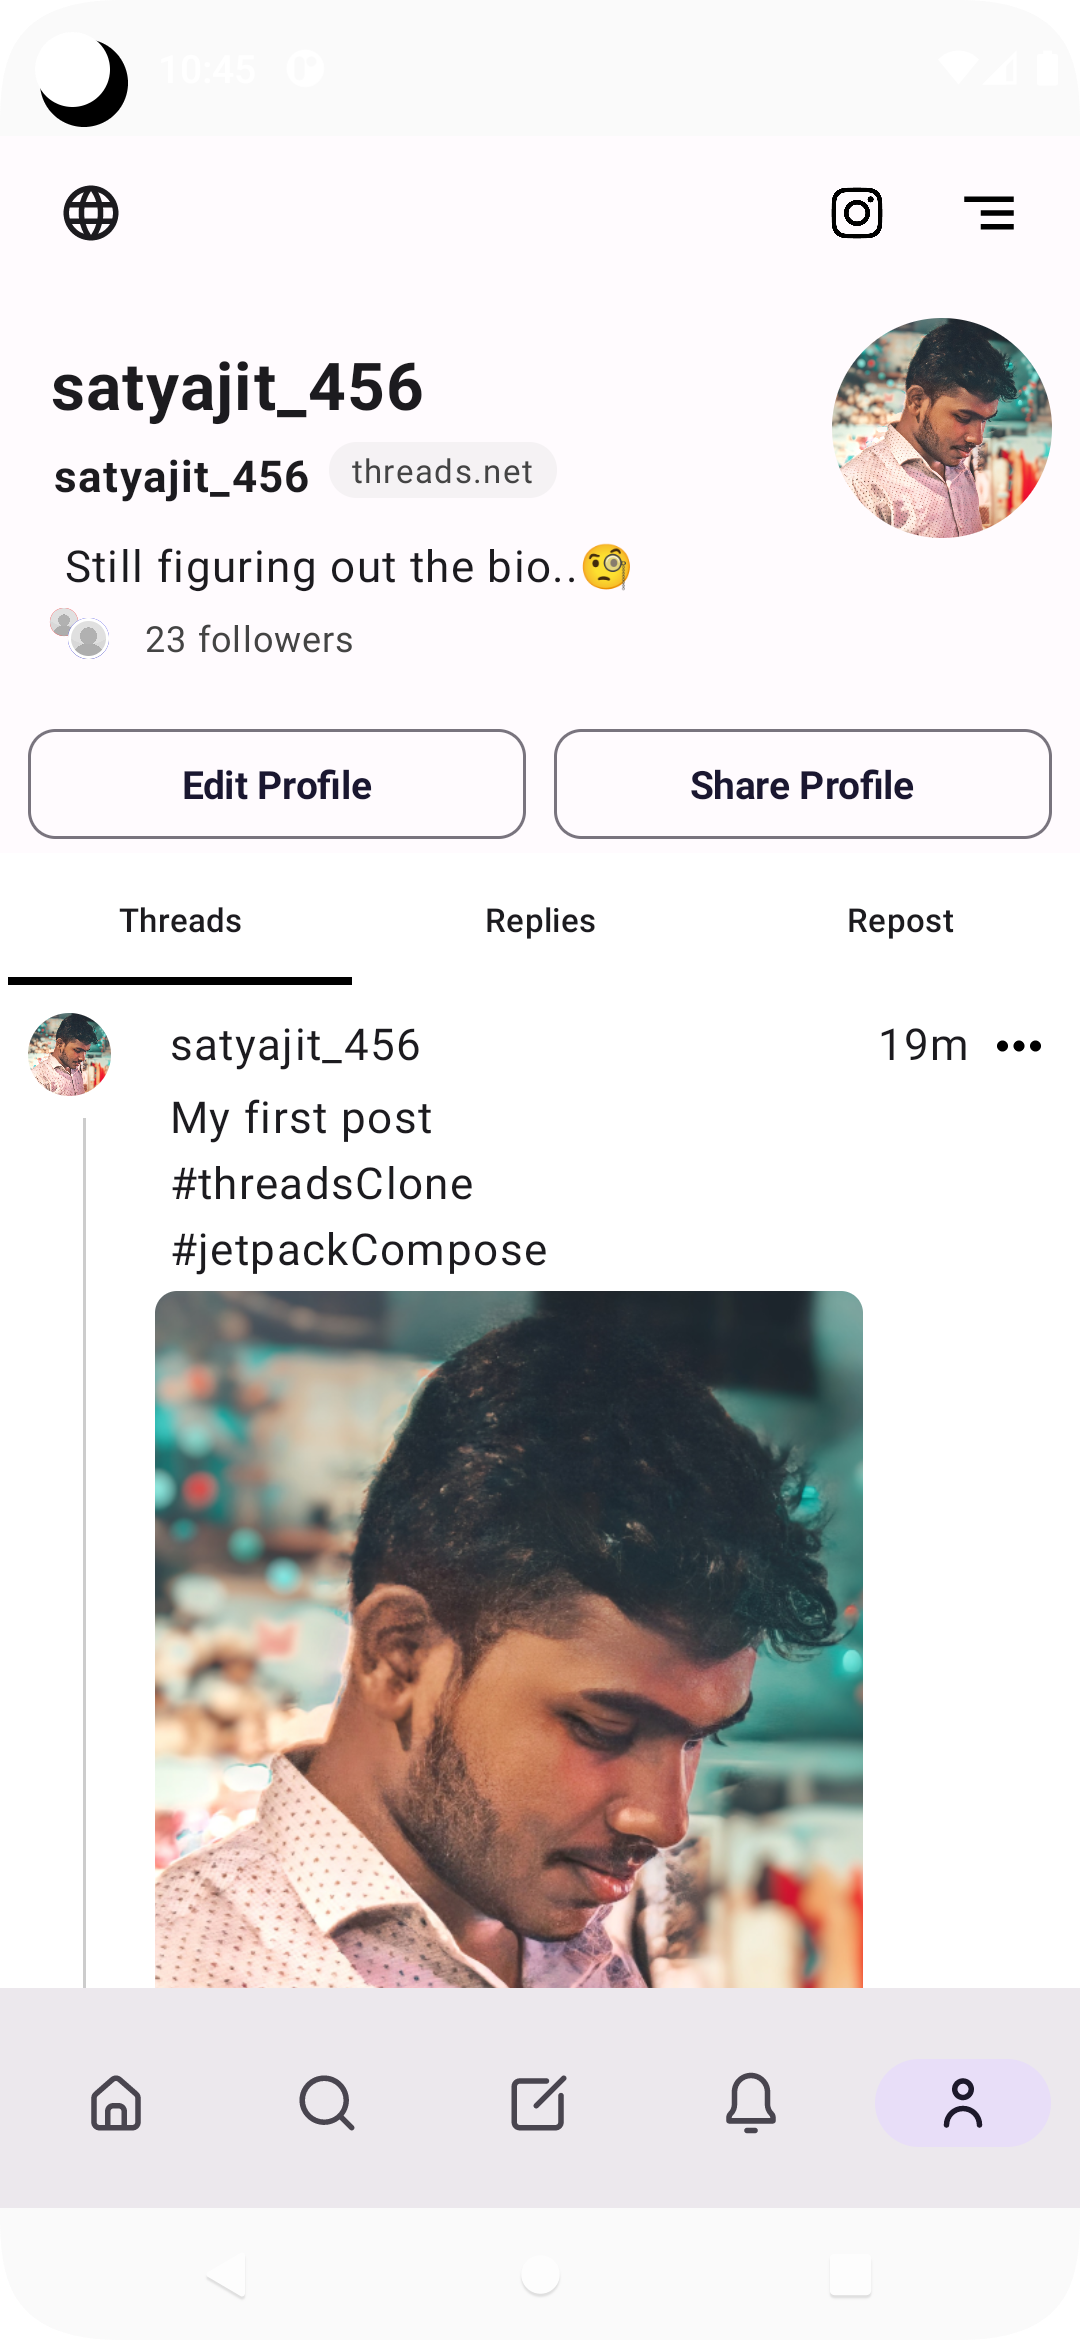 10:45
satyajit_456
satyajit_456 threads.net
Still figuring out the bio..🧐
23 followers
Edit Profile Share Profile
Threads Replies Repost
satyajit_456 19m
My first post
#threadsClone
#jetpackCompose